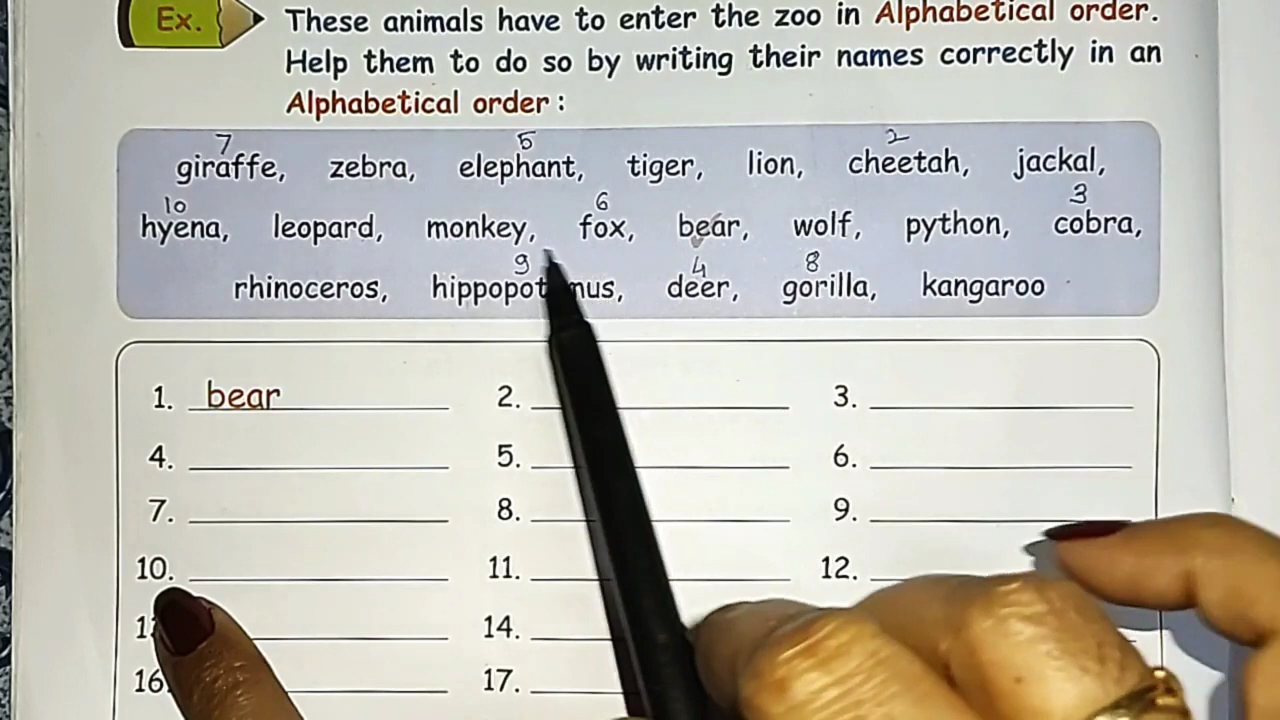 Ex.
These animals have to enter the zoo in Alphabetical order.
Help them to do so by writing their names correctly in an
Alphabetical order :
7 5 2
giraffe, zebra, elephant, tiger, lion, cheetah, jackal,
10 6 3
hyena, leopard, monkey, fox, bear, wolf, python, cobra,
9 4 8
rhinoceros, deer, gorilla, kangaroo
1. bear 2. 3.
4. 5. 6.
7. 8. 9.
10. 11. 12.
14.
16. 17.